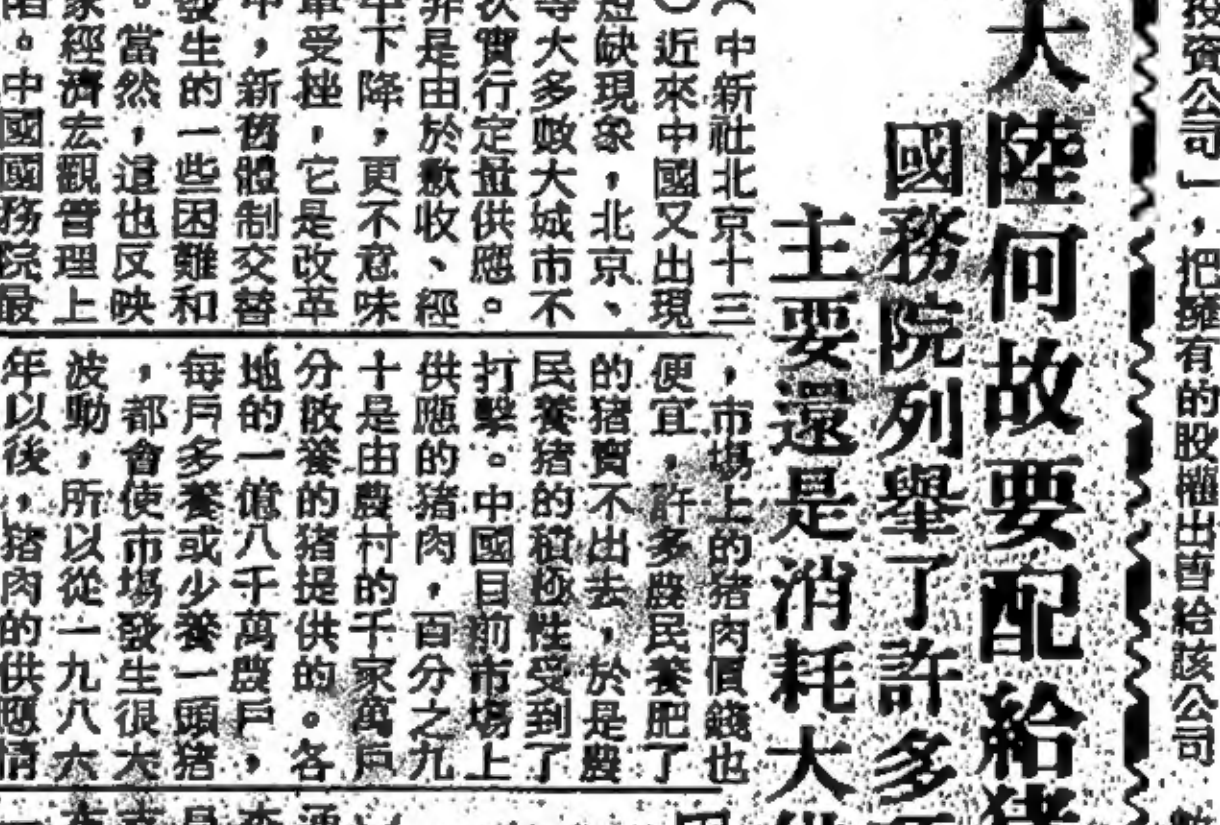 投資公司」,把擁有的股權出售給該公司
大陸何故要配給猪
國務院列舉了許多
主要還是消耗大
(中新社北京十三
)近來中國又出現
短缺現象,北京、
等大多數大城市不
次實行定量供應。
非是由於歉收、經
年下降,更不意味
革受挫,它是改革
中,新舊體制交替
發生的一些困難和
。當然,這也反映
家經濟宏觀管理上
陷。中國國務院最
,市場上的猪肉價錢也
便宜,許多農民養肥了
的猪賣不出去,於是農
民養猪的積極性受到了
打擊。中國目前市場上
供應的猪肉,百分之九
十是由農村的千家萬戶
分散養的猪提供的。各
地的一億八千萬農戶,
每戶多養或少養一頭猪
,都會使市場發生很大
波動,所以從一九八六
年以後,猪肉的供應情